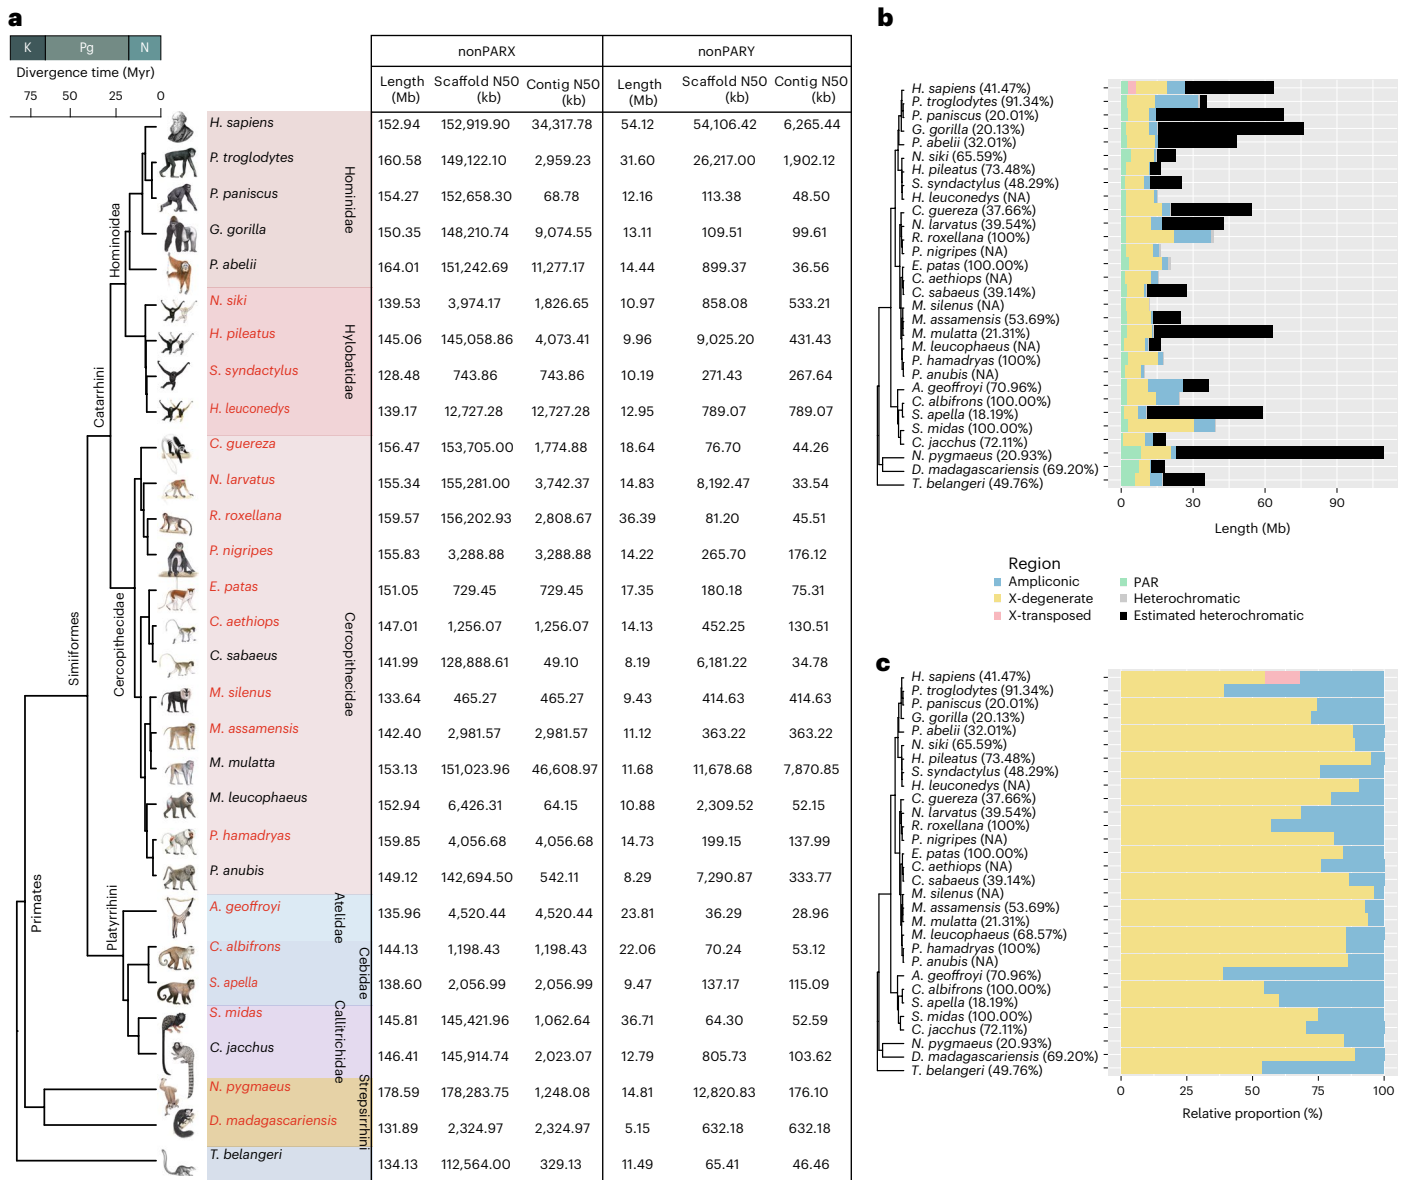 a
K Pg N
Divergence time (Myr)
75 50 25 0
nonPARX nonPARY
Length (Mb) Scaffold N50 (kb) Contig N50 (kb) Length (Mb) Scaffold N50 (kb) Contig N50 (kb)
H. sapiens 152.94 152,919.90 34,317.78 54.12 54,106.42 6,265.44
P. troglodytes 160.58 149,122.10 2,959.23 31.60 26,217.00 1,902.12
P. paniscus 154.27 152,658.30 68.78 12.16 113.38 48.50
G. gorilla 150.35 148,210.74 9,074.55 13.11 109.51 99.61
P. abelii 164.01 151,242.69 11,277.17 14.44 899.37 36.56
N. siki 139.53 3,974.17 1,826.65 10.97 858.08 533.21
H. pileatus 145.06 145,058.86 4,073.41 9.96 9,025.20 431.43
S. syndactylus 128.48 743.86 743.86 10.19 271.43 267.64
H. leuconedys 139.17 12,727.28 12,727.28 12.95 789.07 789.07
C. guereza 156.47 153,705.00 1,774.88 18.64 76.70 44.26
N. larvatus 155.34 155,281.00 3,742.37 14.83 8,192.47 33.54
R. roxellana 159.57 156,202.93 2,808.67 36.39 81.20 45.51
P. nigripes 155.83 3,288.88 3,288.88 14.22 265.70 176.12
E. patas 151.05 729.45 729.45 17.35 180.18 75.31
C. aethiops 147.01 1,256.07 1,256.07 14.13 452.25 130.51
C. sabaeus 141.99 128,888.61 49.10 8.19 6,181.22 34.78
M. silenus 133.64 465.27 465.27 9.43 414.63 414.63
M. assamensis 142.40 2,981.57 2,981.57 11.12 363.22 363.22
M. mulatta 153.13 151,023.96 46,608.97 11.68 11,678.68 7,870.85
M. leucophaeus 152.94 6,426.31 64.15 10.88 2,309.52 52.15
P. hamadryas 159.85 4,056.68 4,056.68 14.73 199.15 137.99
P. anubis 149.12 142,694.50 542.11 8.29 7,290.87 333.77
A. geoffroyi 135.96 4,520.44 4,520.44 23.81 36.29 28.96
C. albifrons 144.13 1,198.43 1,198.43 22.06 70.24 53.12
S. apella 138.60 2,056.99 2,056.99 9.47 137.17 115.09
S. midas 145.81 145,421.96 1,062.64 36.71 64.30 52.59
C. jacchus 146.41 145,914.74 2,023.07 12.79 805.73 103.62
N. pygmaeus 178.59 178,283.75 1,248.08 14.81 12,820.83 176.10
D. madagascariensis 131.89 2,324.97 2,324.97 5.15 632.18 632.18
T. belangeri 134.13 112,564.00 329.13 11.49 65.41 46.46
Primates
Simiiformes
Catarrhini
Hominoidea
Cercopithecidae
Platyrrhini
Hominidae
Hylobatidae
Cercopithecidae
Atelidae
Cebidae
Callitrichidae
Strepsirrhini
b
H. sapiens (41.47%)
P. troglodytes (91.34%)
P. paniscus (20.01%)
G. gorilla (20.13%)
P. abelii (32.01%)
N. siki (65.59%)
H. pileatus (73.48%)
S. syndactylus (48.29%)
H. leuconedys (NA)
C. guereza (37.66%)
N. larvatus (39.54%)
R. roxellana (100%)
P. nigripes (NA)
E. patas (100.00%)
C. aethiops (NA)
C. sabaeus (39.14%)
M. silenus (NA)
M. assamensis (53.69%)
M. mulatta (21.31%)
M. leucophaeus (NA)
P. hamadryas (100%)
P. anubis (NA)
A. geoffroyi (70.96%)
C. albifrons (100.00%)
S. apella (18.19%)
S. midas (100.00%)
C. jacchus (72.11%)
N. pygmaeus (20.93%)
D. madagascariensis (69.20%)
T. belangeri (49.76%)
0 30 60 90
Length (Mb)
Region
Ampliconic PAR
X-degenerate Heterochromatic
X-transposed Estimated heterochromatic
c
H. sapiens (41.47%)
P. troglodytes (91.34%)
P. paniscus (20.01%)
G. gorilla (20.13%)
P. abelii (32.01%)
N. siki (65.59%)
H. pileatus (73.48%)
S. syndactylus (48.29%)
H. leuconedys (NA)
C. guereza (37.66%)
N. larvatus (39.54%)
R. roxellana (100%)
P. nigripes (NA)
E. patas (100.00%)
C. aethiops (NA)
C. sabaeus (39.14%)
M. silenus (NA)
M. assamensis (53.69%)
M. mulatta (21.31%)
M. leucophaeus (68.57%)
P. hamadryas (100%)
P. anubis (NA)
A. geoffroyi (70.96%)
C. albifrons (100.00%)
S. apella (18.19%)
S. midas (100.00%)
C. jacchus (72.11%)
N. pygmaeus (20.93%)
D. madagascariensis (69.20%)
T. belangeri (49.76%)
0 25 50 75 100
Relative proportion (%)